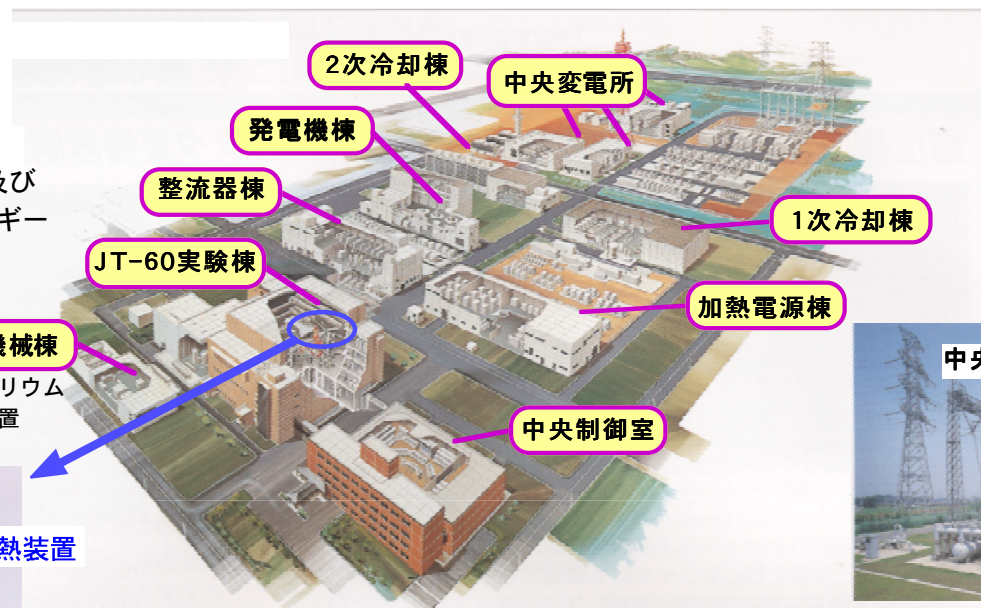 2次冷却棟
中央変電所
発電機棟
及び
整流器棟
ギー
1次冷却棟
JT-60実験棟
加熱電源棟
機械棟
中央
リウム
置
中央制御室
熱装置